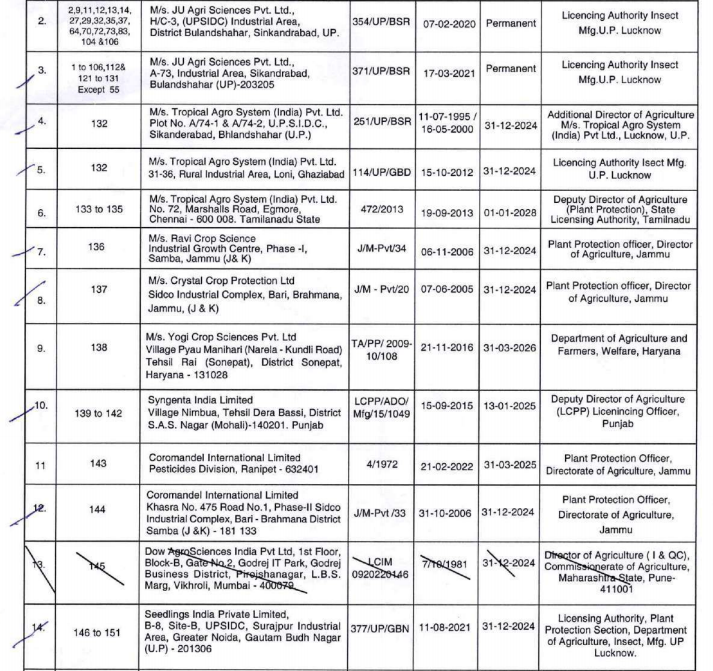 2.
2,9,11,12,13,14,
27,29,32,35,37,
64,70,72,73,83,
104 &106
M/s. JU Agri Sciences Pvt. Ltd.,
H/C-3, (UPSIDC) Industrial Area,
District Bulandshahar, Sinkandrabad, UP.
354/UP/BSR
07-02-2020
Permanent
Licencing Authority Insect
Mfg.U.P. Lucknow
3.
1 to 106,112&
121 to 131
Except 55
M/s. JU Agri Sciences Pvt. Ltd.,
A-73, Industrial Area, Sikandrabad,
Bulandshahar (UP)-203205
371/UP/BSR
17-03-2021
Permanent
Licencing Authority Insect
Mfg.U.P. Lucknow
4.
132
M/s. Tropical Agro System (India) Pvt. Ltd.
Plot No. A/74-1 & A/74-2, U.P.S.I.D.C.,
Sikanderabad, Bhlandshahar (U.P.)
251/UP/BSR
11-07-1995 /
16-05-2000
31-12-2024
Additional Director of Agriculture
M/s. Tropical Agro System
(India) Pvt Ltd., Lucknow, U.P.
5.
132
M/s. Tropical Agro System (India) Pvt. Ltd.
31-36, Rural Industrial Area, Loni, Ghaziabad
114/UP/GBD
15-10-2012
31-12-2024
Licencing Authority Isect Mfg.
U.P. Lucknow
6.
133 to 135
M/s. Tropical Agro System (India) Pvt. Ltd.
No. 72, Marshalls Road, Egmore,
Chennai - 600 008. Tamilanadu State
472/2013
19-09-2013
01-01-2028
Deputy Director of Agriculture
(Plant Protection), State
Licensing Authority, Tamilnadu
7.
136
M/s. Ravi Crop Science
Industrial Growth Centre, Phase -I,
Samba, Jammu (J& K)
J/M-Pvt/34
06-11-2006
31-12-2024
Plant Protection officer, Director
of Agriculture, Jammu
8.
137
M/s. Crystal Crop Protection Ltd
Sidco Industrial Complex, Bari, Brahmana,
Jammu, (J & K)
J/M - Pvt/20
07-06-2005
31-12-2024
Plant Protection officer, Director
of Agriculture, Jammu
9.
138
M/s. Yogi Crop Sciences Pvt. Ltd
Village Pyau Manihari (Narela - Kundli Road)
Tehsil Rai (Sonepat), District Sonepat,
Haryana - 131028
TA/PP/ 2009-
10/108
21-11-2016
31-03-2026
Department of Agriculture and
Farmers, Welfare, Haryana
10.
139 to 142
Syngenta India Limited
Village Nimbua, Tehsil Dera Bassi, District
S.A.S. Nagar (Mohali)-140201. Punjab
LCPP/ADO/
Mfg/15/1049
15-09-2015
13-01-2025
Deputy Director of Agriculture
(LCPP) Licenincing Officer,
Punjab
11
143
Coromandel International Limited
Pesticides Division, Ranipet - 632401
4/1972
21-02-2022
31-03-2025
Plant Protection Officer,
Directorate of Agriculture, Jammu
12.
144
Coromandel International Limited
Khasra No. 475 Road No.1, Phase-II Sidco
Industrial Complex, Bari - Brahmana District
Samba (J &K) - 181 133
J/M-Pvt /33
31-10-2006
31-12-2024
Plant Protection Officer,
Directorate of Agriculture,
Jammu
13.
145
Dow AgroSciences India Pvt Ltd, 1st Floor,
Block-B, Gate No.2, Godrej IT Park, Godrej
Business District, Pirojshanagar, L.B.S.
Marg, Vikhroli, Mumbai - 400079
LCIM
0920220146
7/10/1981
31-12-2024
Director of Agriculture ( I & QC),
Commissionerate of Agriculture,
Maharashtra State, Pune-
411001
14.
146 to 151
Seedlings India Private Limited,
B-8, Site-B, UPSIDC, Surajpur Industrial
Area, Greater Noida, Gautam Budh Nagar
(U.P) - 201306
377/UP/GBN
11-08-2021
31-12-2024
Licensing Authority, Plant
Protection Section, Department
of Agriculture, Insect, Mfg. UP
Lucknow.